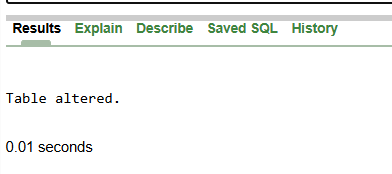 Results Explain Describe Saved SQL History
Table altered.
0.01 seconds